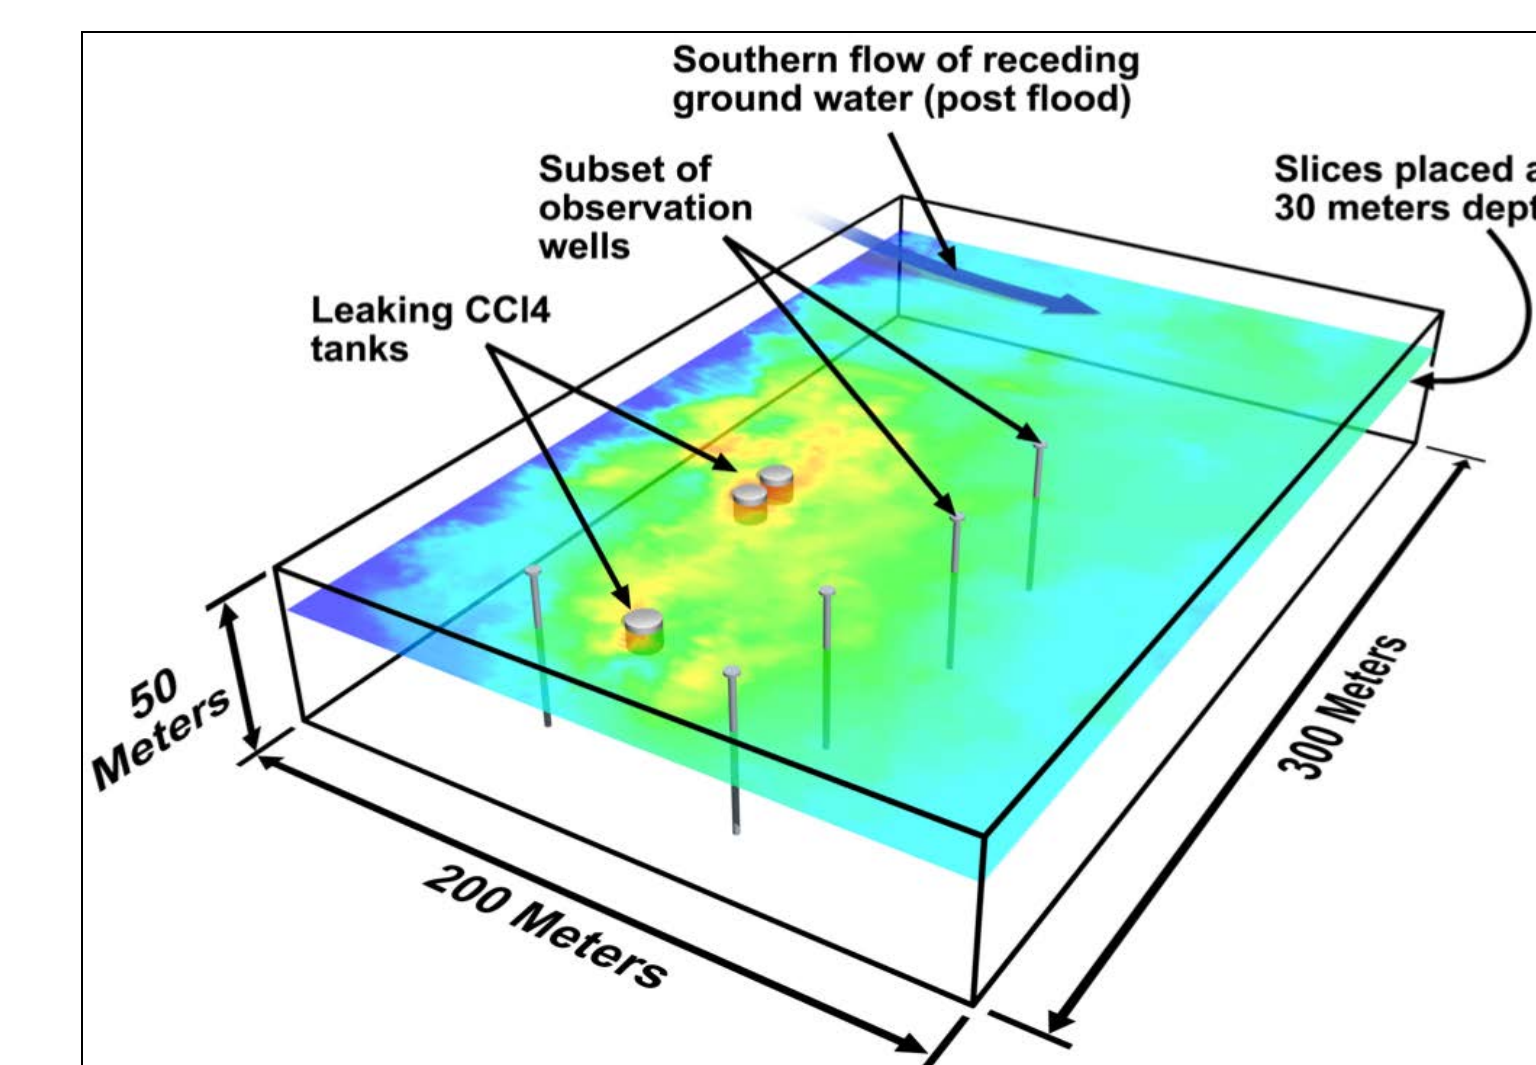 Southern flow of receding
ground water (post flood)
Subset of
observation
wells
Slices placed
30 meters
Leaking CCl4
tanks
50
Meters
200 Meters
300 Meters